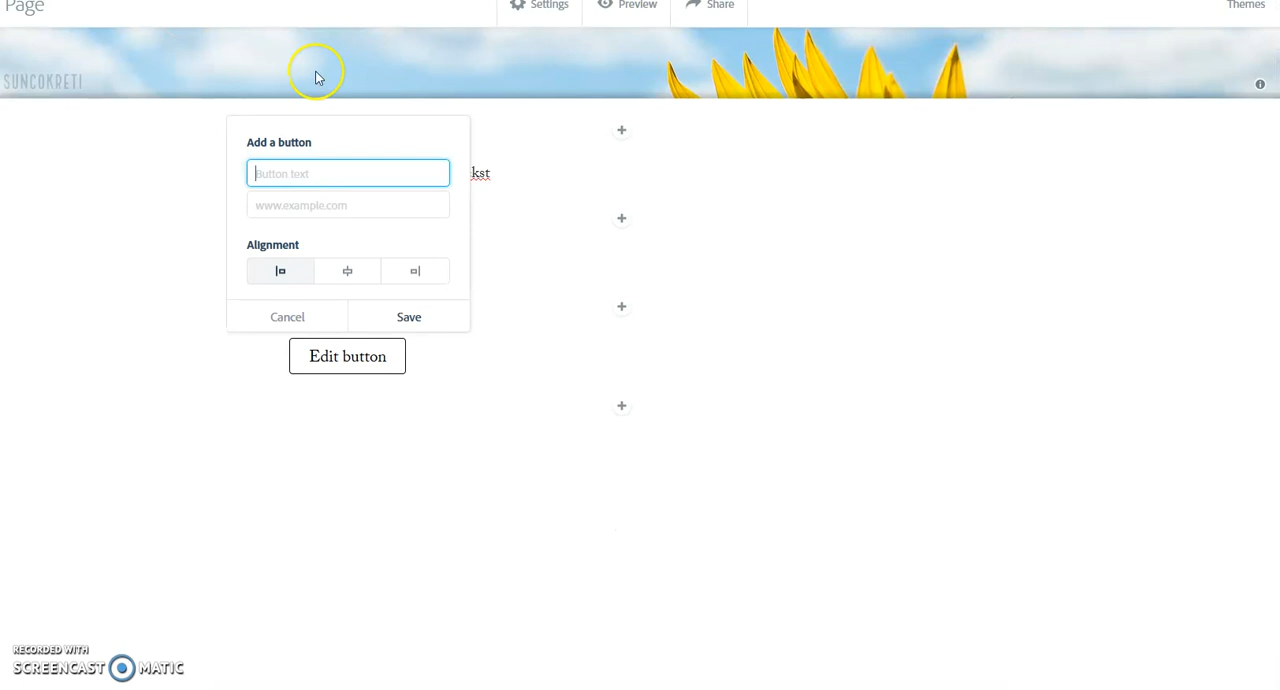 Page
Settings
Preview
Share
Themes
SUNCOKRETI
Add a button
Button text
kst
www.example.com
Alignment
Cancel
Save
Edit button
RECORDED WITH
SCREENCAST MATIC